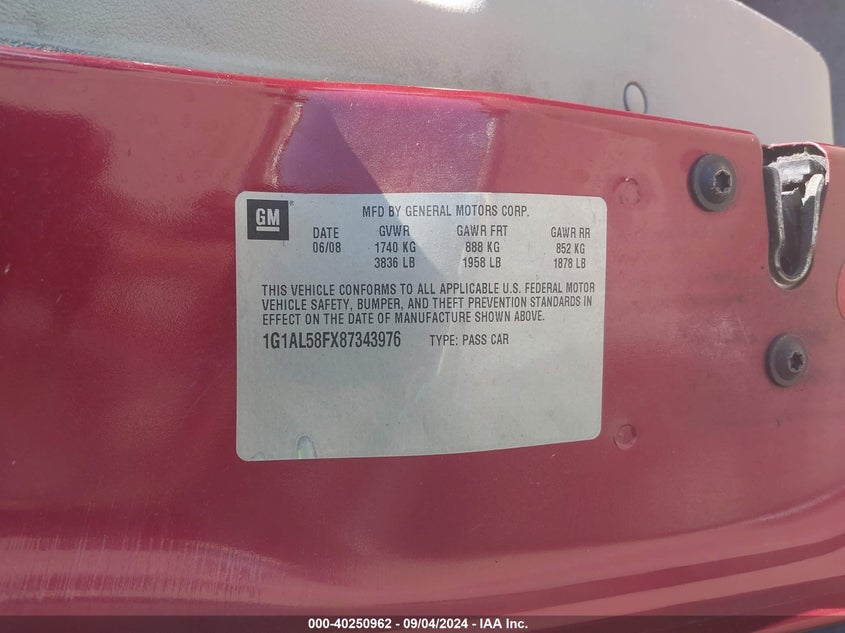 GM
MFD BY GENERAL MOTORS CORP.
DATE GVWR GAWR FRT GAWR RR
06/08 1740 KG 888 KG 852 KG
3836 LB 1958 LB 1878 LB
THIS VEHICLE CONFORMS TO ALL APPLICABLE U.S. FEDERAL MOTOR
VEHICLE SAFETY, BUMPER, AND THEFT PREVENTION STANDARDS IN
EFFECT ON THE DATE OF MANUFACTURE SHOWN ABOVE.
1G1AL58FX87343976 TYPE: PASS CAR
000-40250962 - 09/04/2024 - IAA Inc.